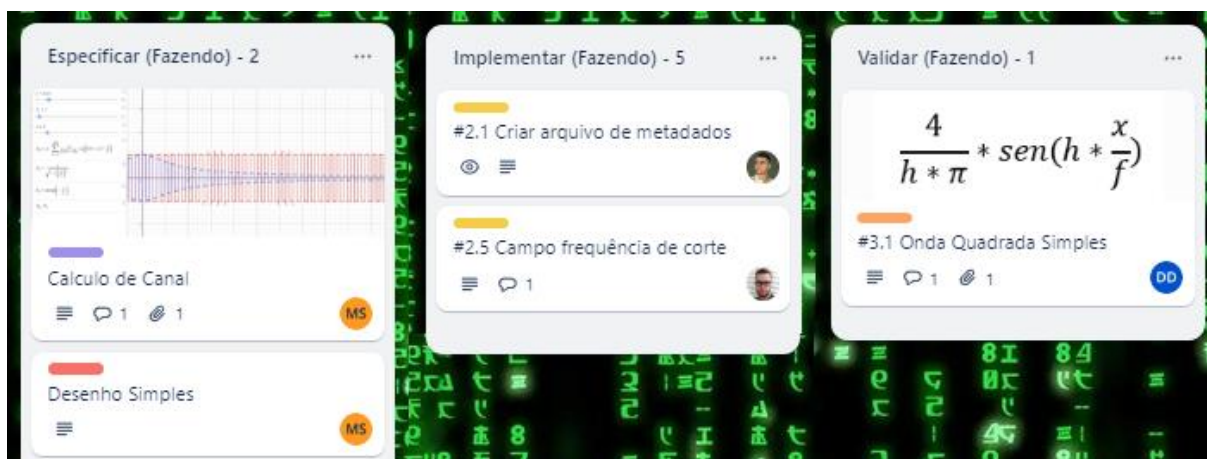 Especificar (Fazendo) - 2
Calculo de Canal
1 1
MS
Desenho Simples
MS
Implementar (Fazendo) - 5
#2.1 Criar arquivo de metadados
#2.5 Campo frequência de corte
1
Validar (Fazendo) - 1
4
h * π
* sen(h *
x
f
)
#3.1 Onda Quadrada Simples
1 1
DD